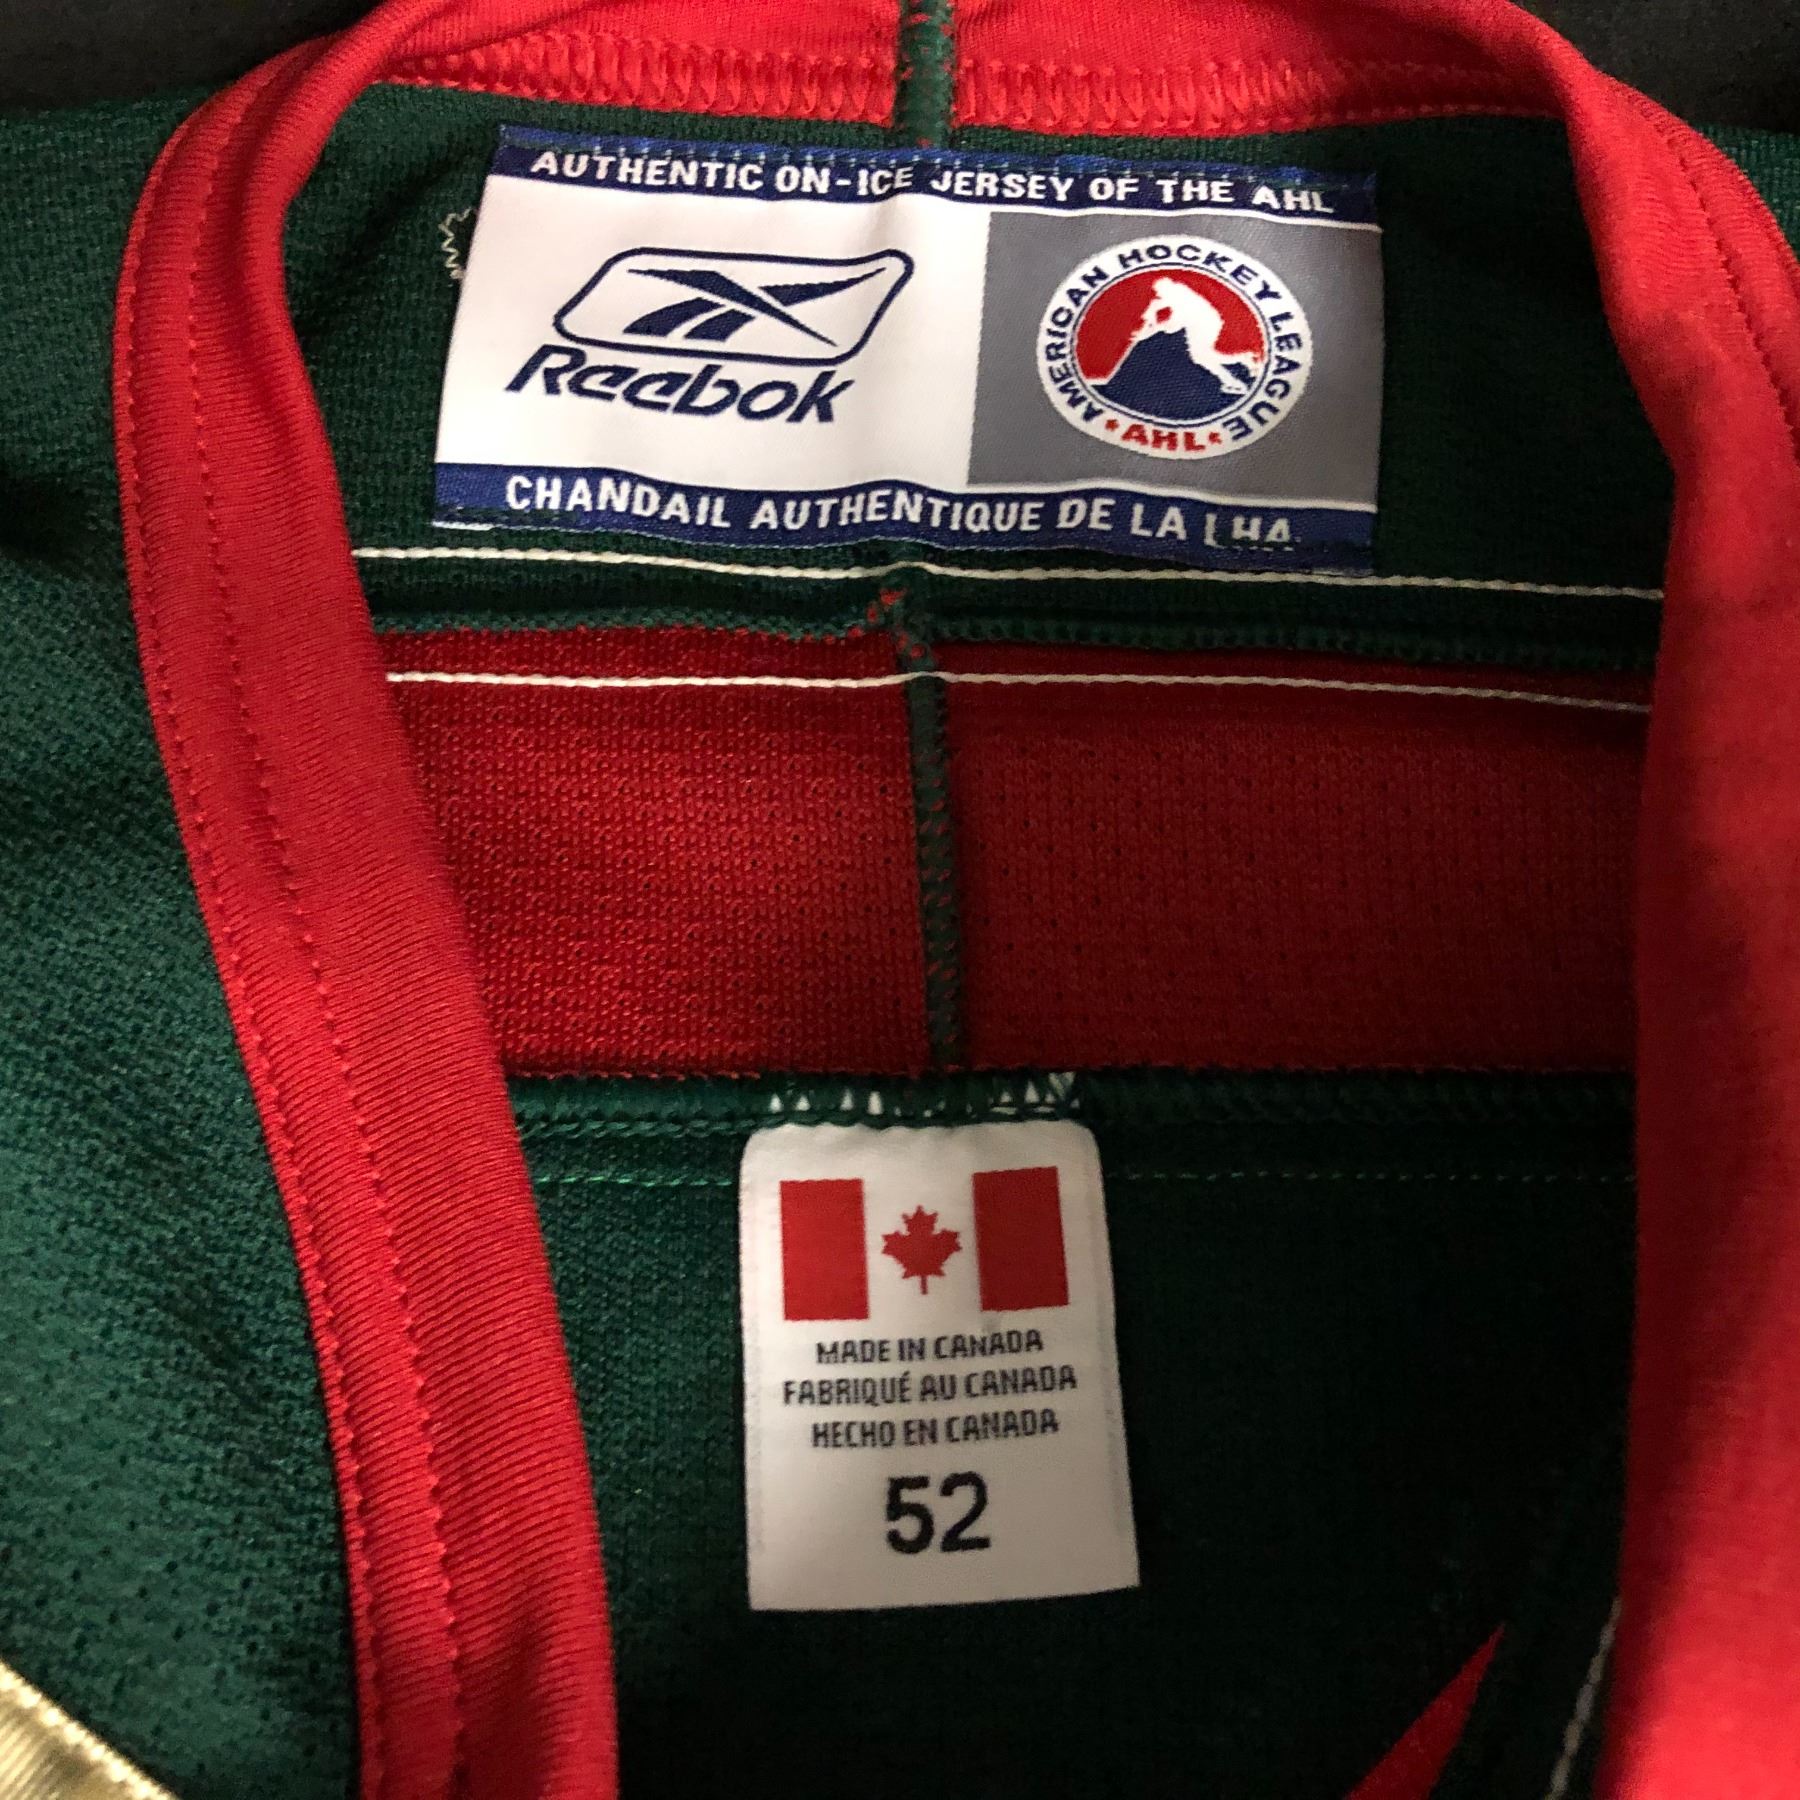 AUTHENTIC ON-ICE JERSEY OF THE AHL
Reebok
AMERICAN HOCKEY LEAGUE
AHL
CHANDAIL AUTHENTIQUE DE LA LHA
MADE IN CANADA
FABRIQUÉ AU CANADA
HECHO EN CANADA
52